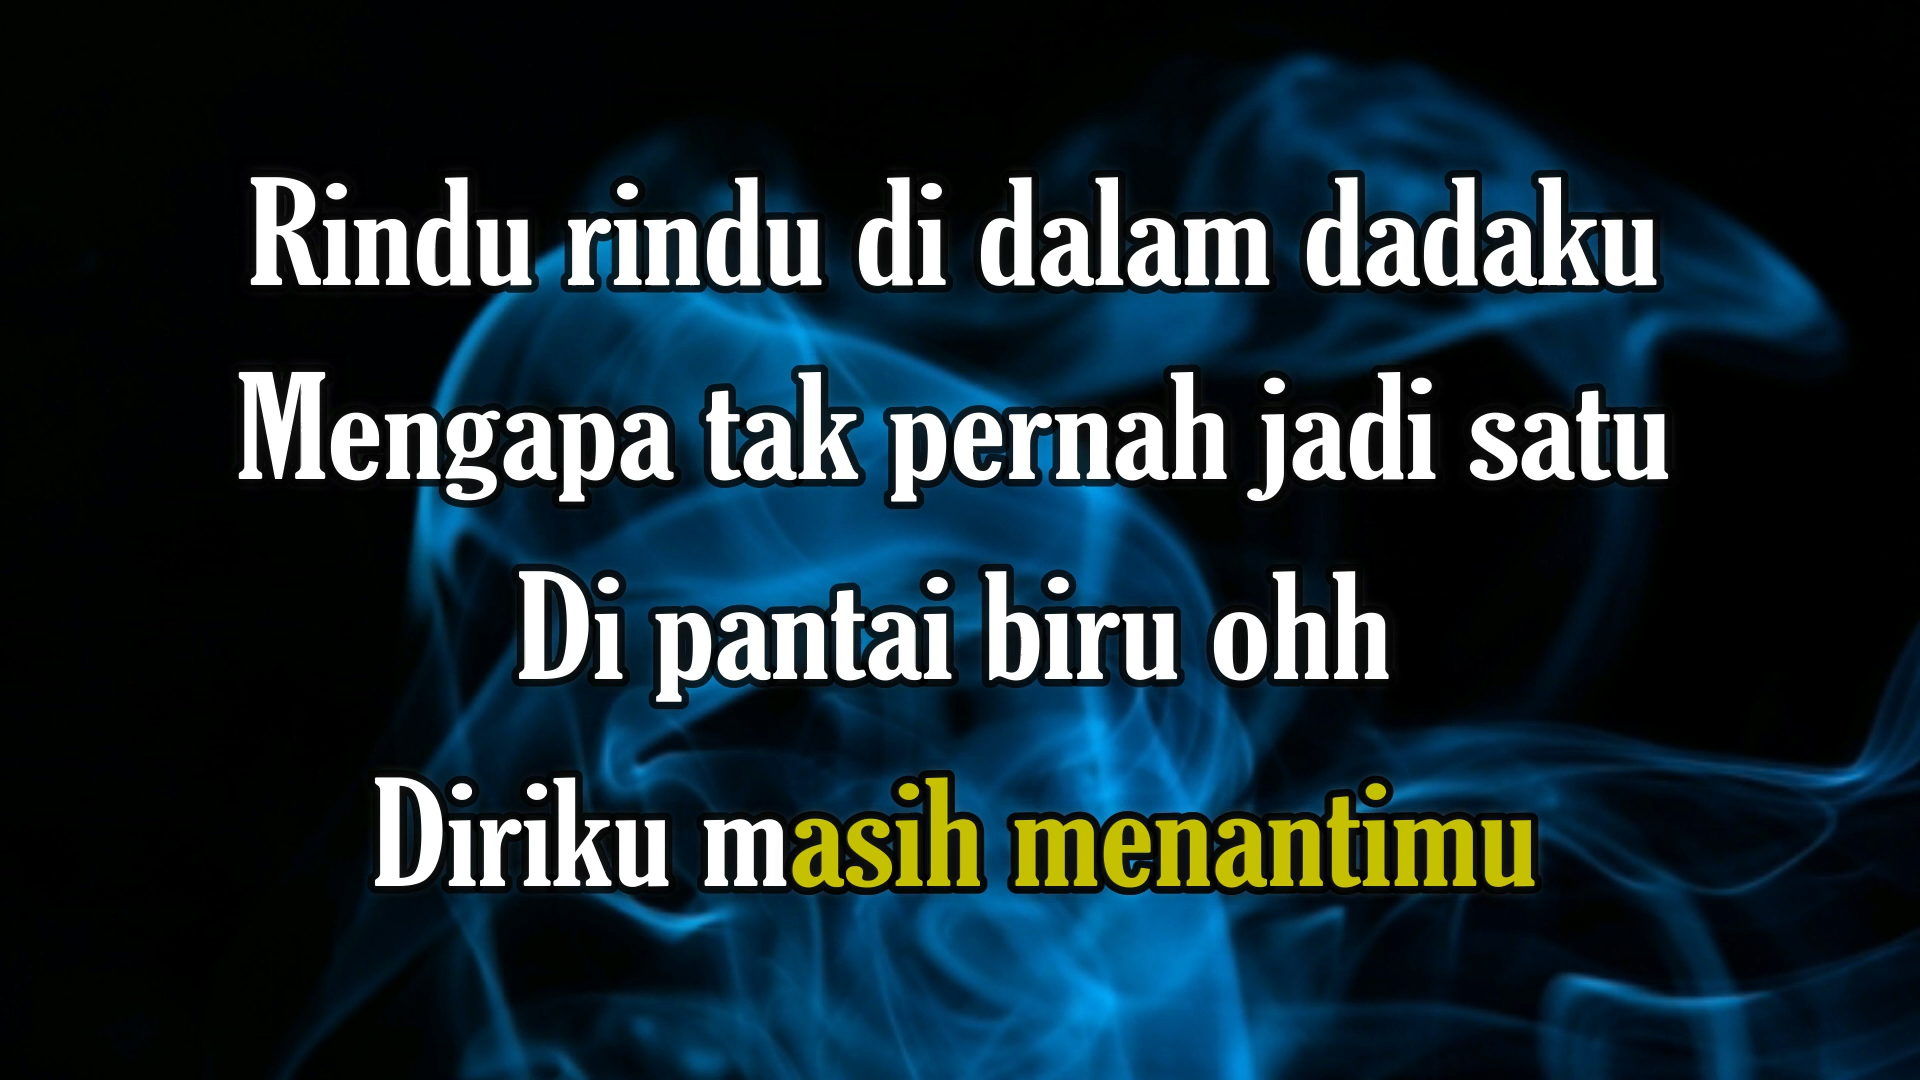 Rindu rindu di dalam dadaku
Mengapa tak pernah jadi satu
Di pantai biru ohh
Diriku masih menantimu